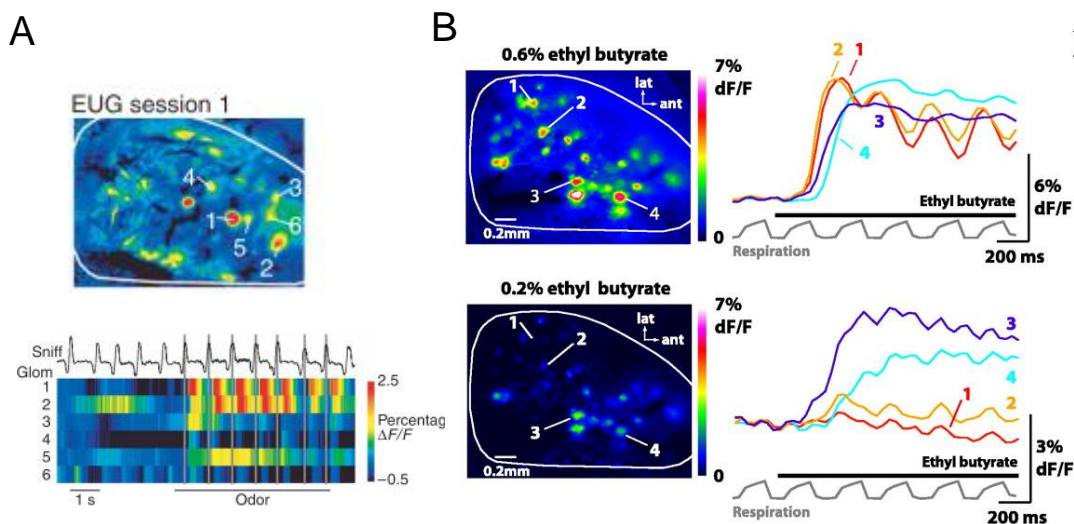 A
EUG session 1
4
3
1
6
5
2
Sniff
Glom
1
2
3
4
5
6
2.5
Percentag
ΔF/F
−0.5
1 s
Odor
B
0.6% ethyl butyrate
1
2
lat
ant
3
4
0.2mm
7%
dF/F
0
2
1
3
4
6%
dF/F
Ethyl butyrate
Respiration
200 ms
0.2% ethyl butyrate
1
2
lat
ant
3
4
0.2mm
7%
dF/F
0
3
4
2
1
3%
dF/F
Ethyl butyrate
Respiration
200 ms